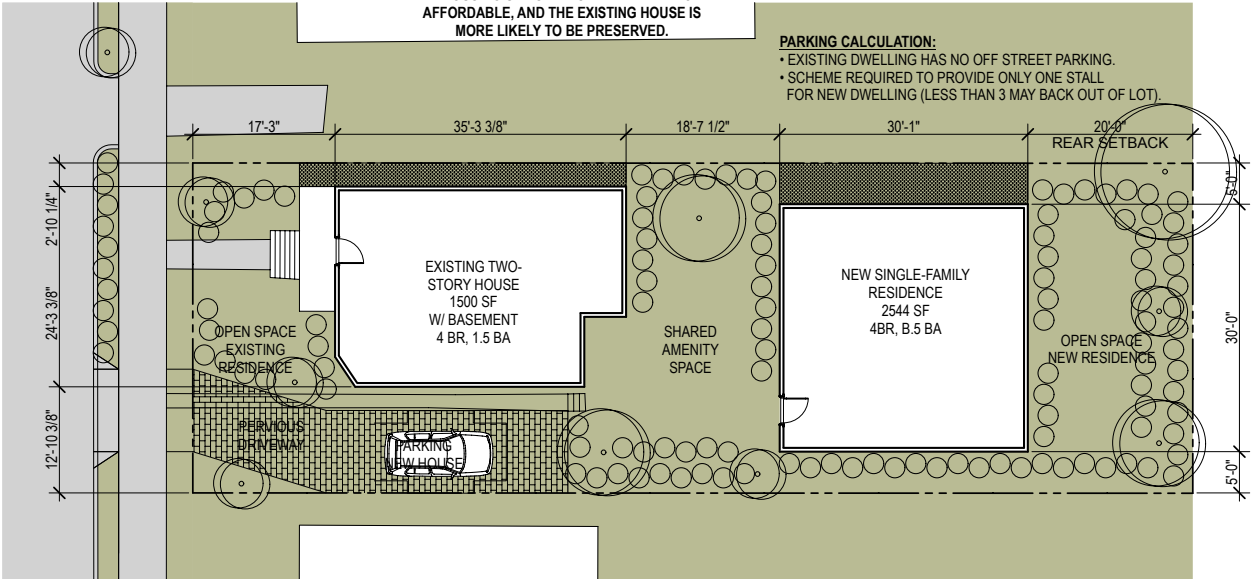 AFFORDABLE, AND THE EXISTING HOUSE IS
MORE LIKELY TO BE PRESERVED.
PARKING CALCULATION:
• EXISTING DWELLING HAS NO OFF STREET PARKING.
• SCHEME REQUIRED TO PROVIDE ONLY ONE STALL
FOR NEW DWELLING (LESS THAN 3 MAY BACK OUT OF LOT).
17'-3"
35'-3 3/8"
18'-7 1/2"
30'-1"
20'-0"
REAR SETBACK
2'-10 1/4"
24'-3 3/8"
12'-10 3/8"
5'-0"
30'-0"
5'-0"
EXISTING TWO-
STORY HOUSE
1500 SF
W/ BASEMENT
4 BR, 1.5 BA
NEW SINGLE-FAMILY
RESIDENCE
2544 SF
4BR, B.5 BA
OPEN SPACE
EXISTING
RESIDENCE
SHARED
AMENITY
SPACE
OPEN SPACE
NEW RESIDENCE
PERVIOUS
DRIVEWAY
PARKING
NEW HOUSE